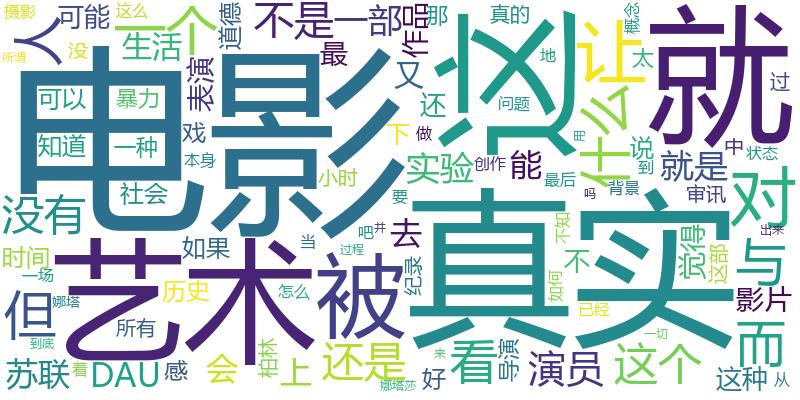 摄影 这么 人 可能 一个 道德 不是 一部 作品 那 真的 这 让 概念 太 就
所谓 没 生活 表演 最 又 还 地 过
电影 可以 暴力 问题 什么
知道 一种 戏 下 做 用 说 中 状态
本身 实验 创作 能 到 就是
社会 小时 要 最后 吗 背景 审讯 对
没有 真实 当 吧 并 去 不知 觉得 出来
时间 如果 艺术 被 过程 纪录 不 这部 与
一场 历史 怎么 如何 影片
但 娜塔 所有 已经 而
到底 还是 看 导演 一切
苏联 着 DAU 感 会 柏林 上 来 好 演员 这个 这种 从
娜塔莎